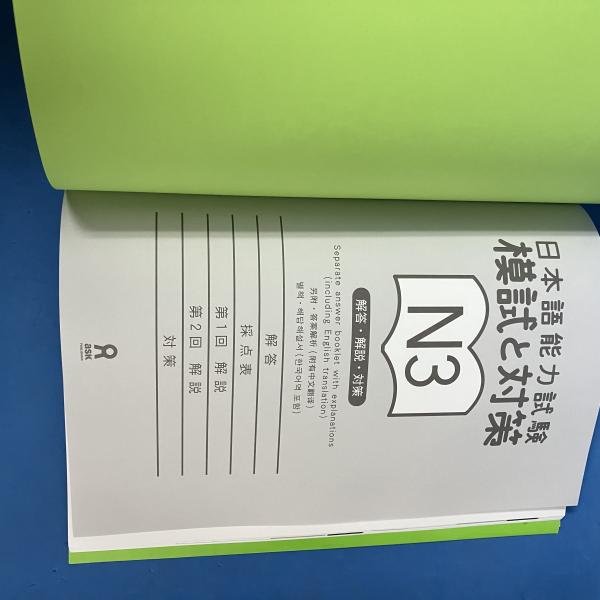 日本語能力試験
模試と対策
N3
解答・解説・対策
Separate answer booklet with explanations
(including English translation)
另附・答案解析(附有中文翻译)
별책・해답해설서(한국어역 포함)
解答
採点表
第1回 解説
第2回 解説
対策
ask
PUBLISHING